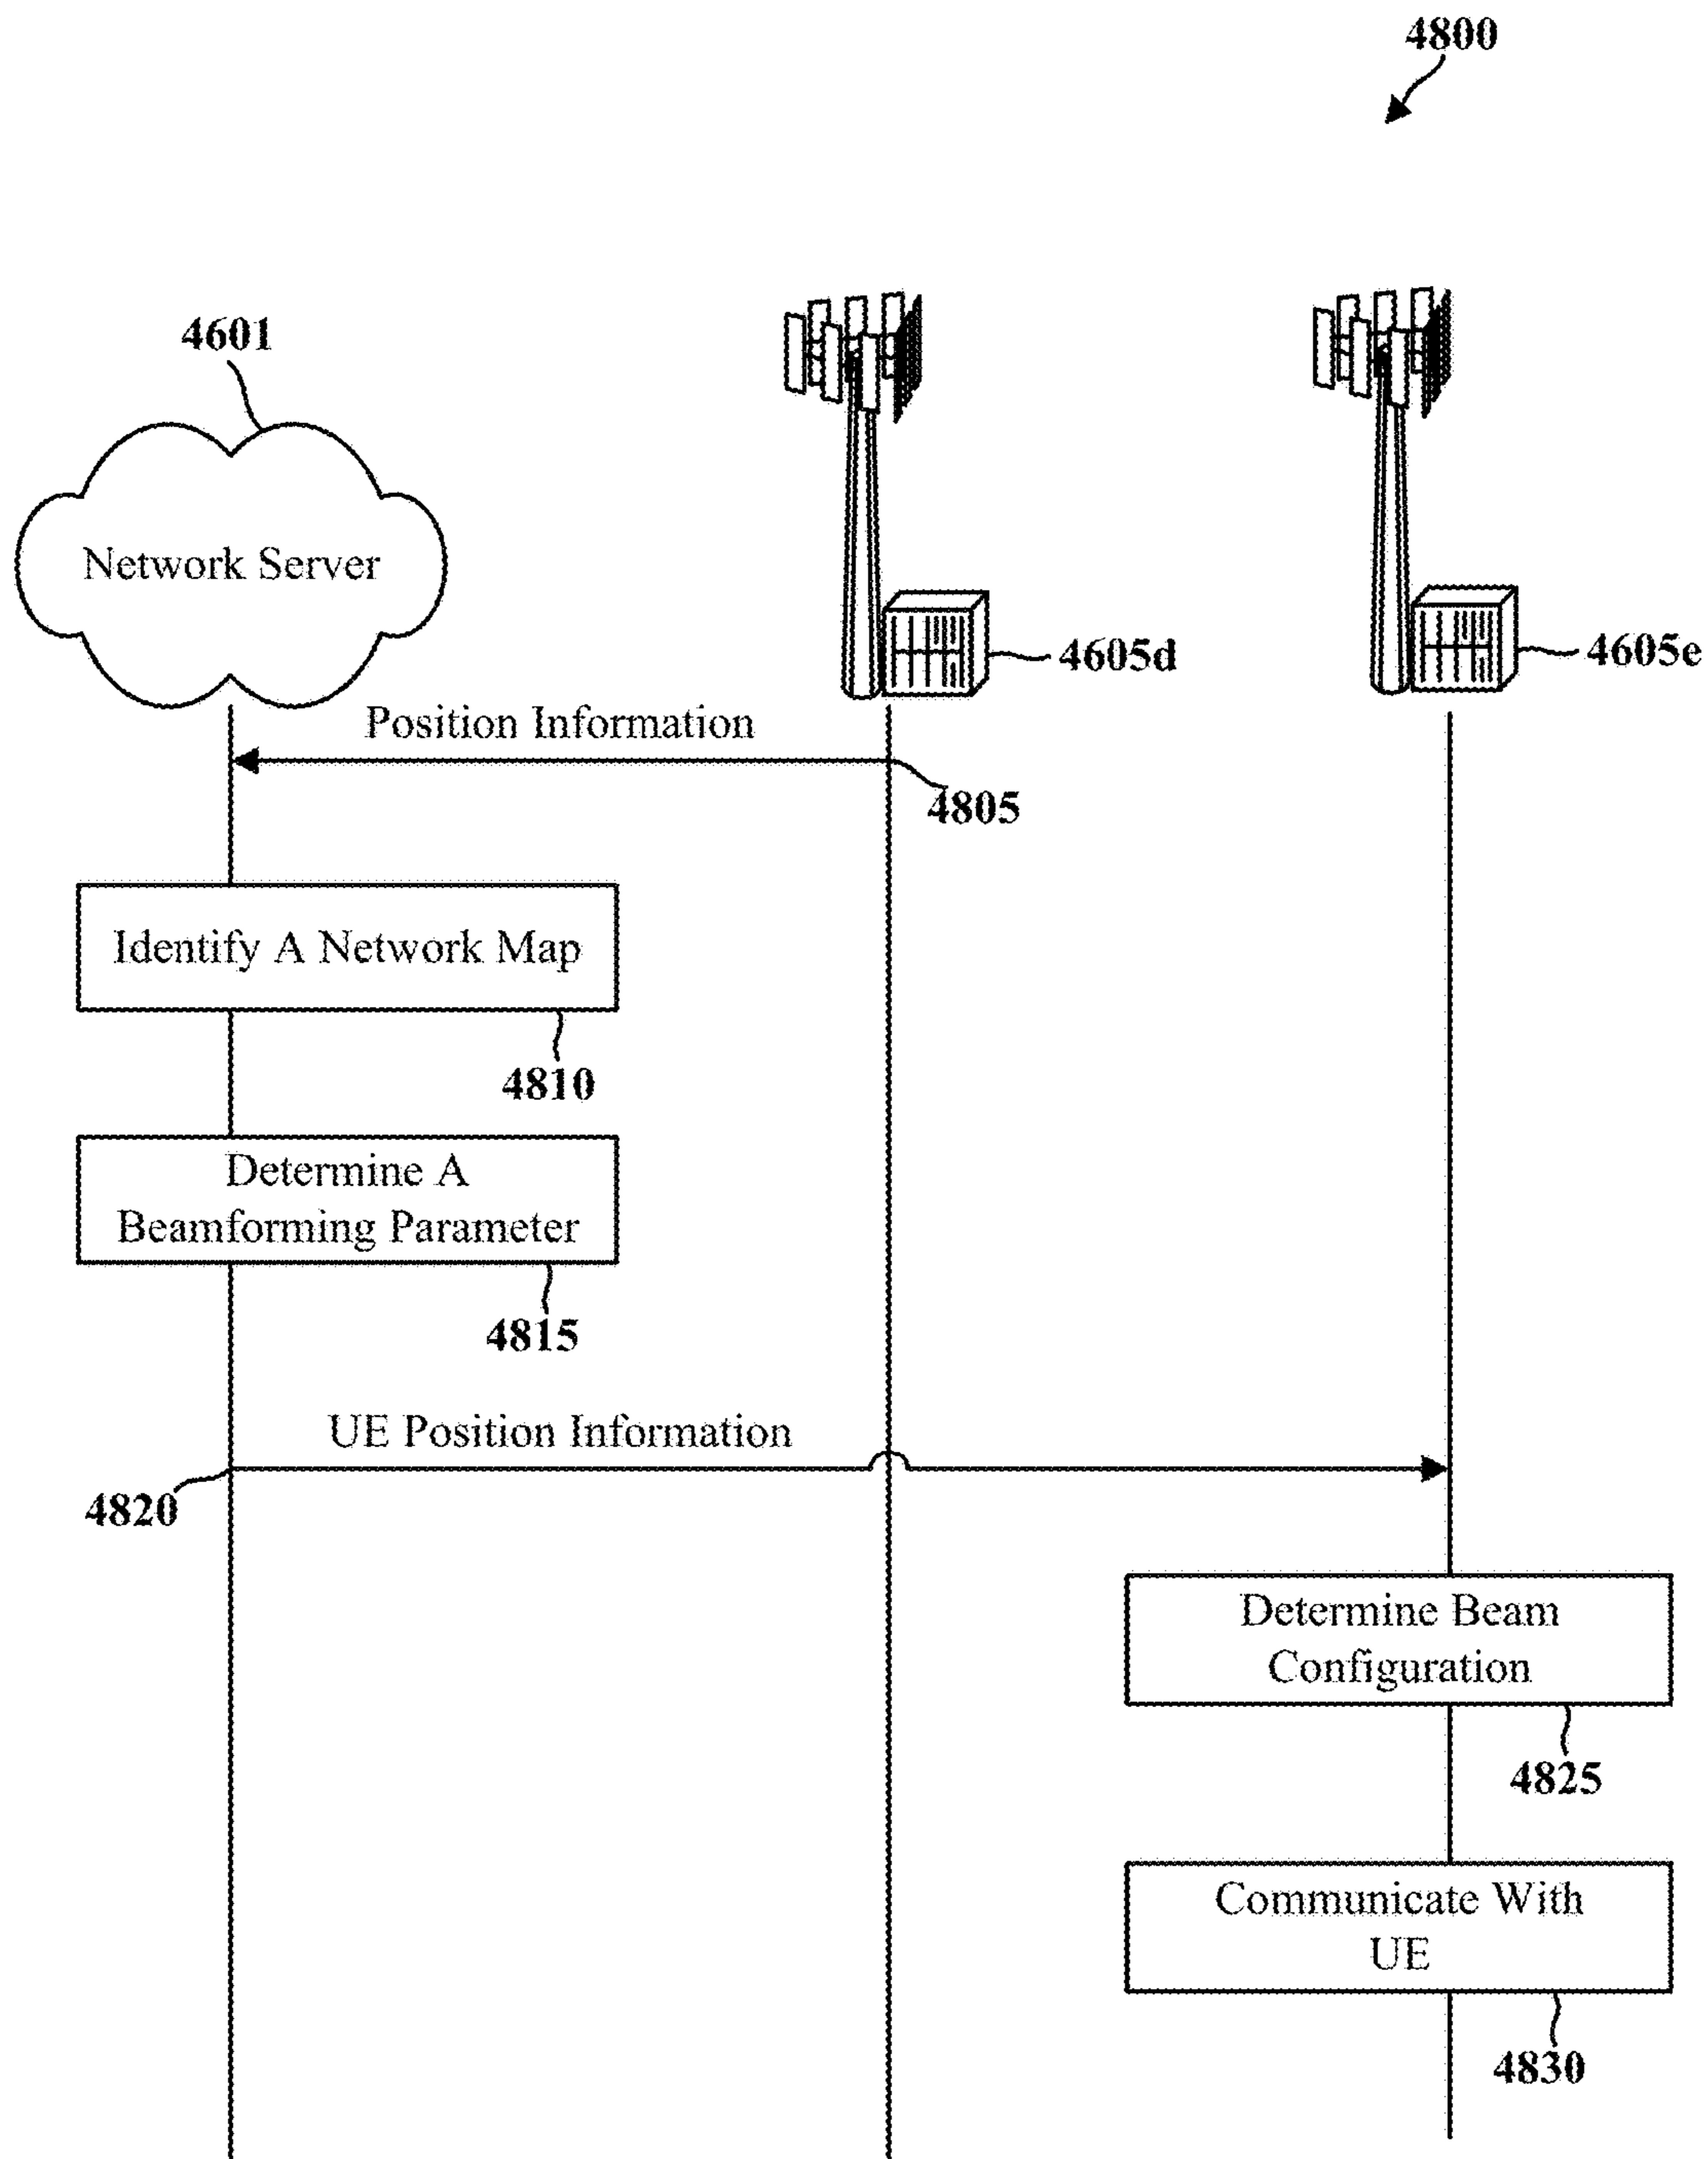 4800
4601
Network Server
4605d
4605e
Position Information
4805
Identify A Network Map
4810
Determine A
Beamforming Parameter
4815
UE Position Information
4820
Determine Beam
Configuration
4825
Communicate With
UE
4830